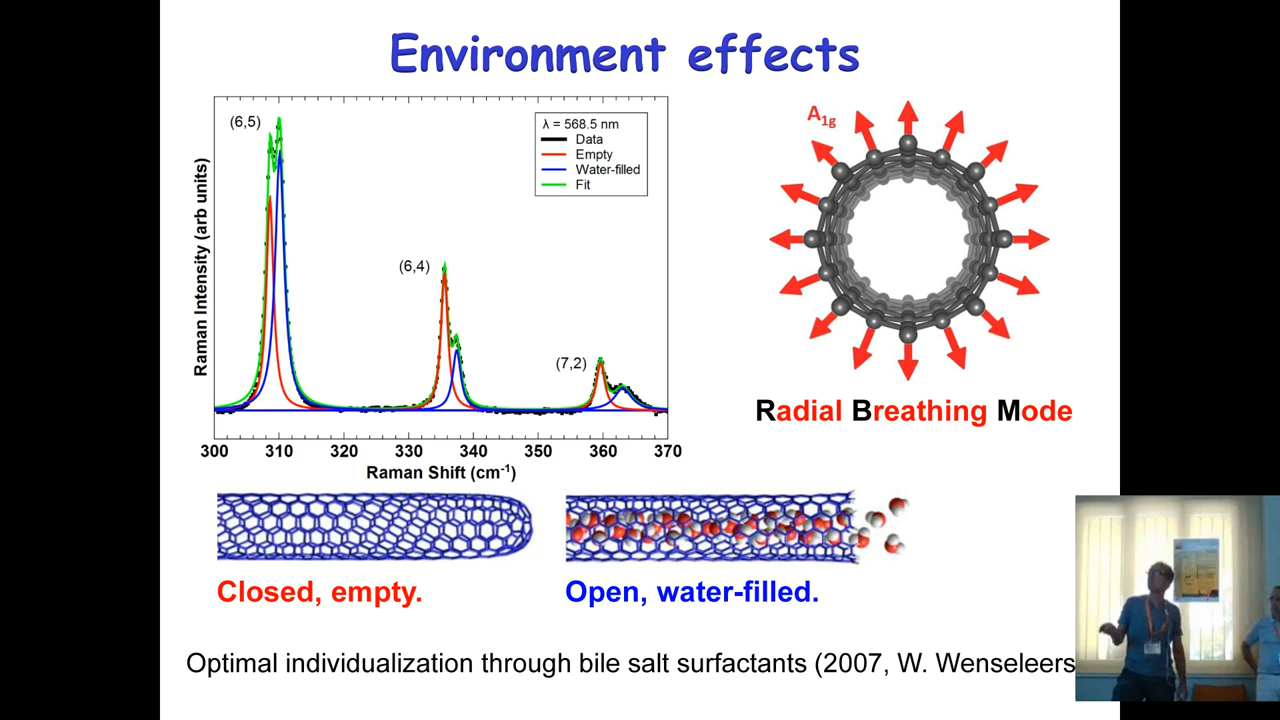 Environment effects
(6,5)
(6,4)
(7,2)
λ = 568.5 nm
Data
Empty
Water-filled
Fit
Raman Intensity (arb units)
300 310 320 330 340 350 360 370
Raman Shift (cm⁻¹)
A₁g
Radial Breathing Mode
Closed, empty.
Open, water-filled.
Optimal individualization through bile salt surfactants (2007, W. Wenseleers